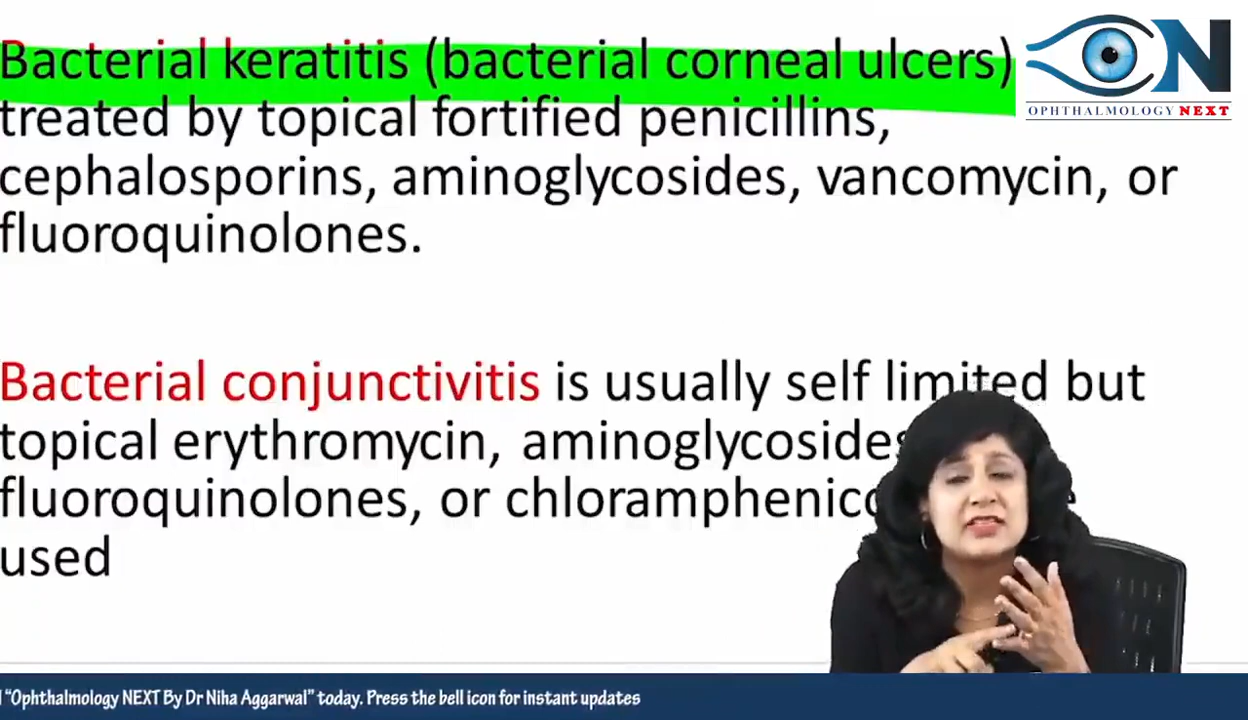 Bacterial keratitis (bacterial corneal ulcers)
treated by topical fortified penicillins,
cephalosporins, aminoglycosides, vancomycin, or
fluoroquinolones.
ON
OPHTHALMOLOGY NEXT
Bacterial conjunctivitis is usually self limited but
topical erythromycin, aminoglycosides
fluoroquinolones, or
used
"Ophthalmology NEXT By Dr Niha Aggarwal" today. Press the bell icon for instant updates